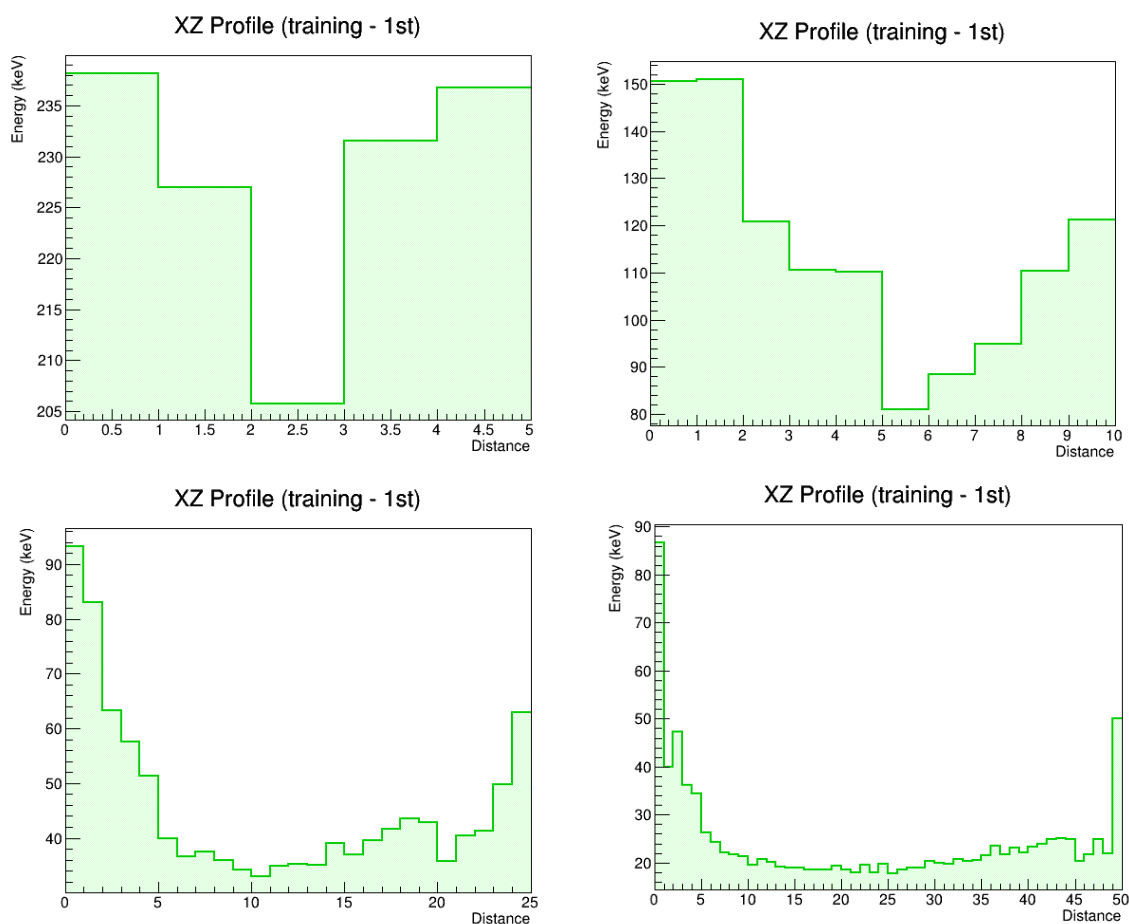 XZ Profile (training - 1st)
Energy (keV)
235
230
225
220
215
210
205
0 0.5 1 1.5 2 2.5 3 3.5 4 4.5 5
Distance
XZ Profile (training - 1st)
Energy (keV)
150
140
130
120
110
100
90
80
0 1 2 3 4 5 6 7 8 9 10
Distance
XZ Profile (training - 1st)
Energy (keV)
90
80
70
60
50
40
0 5 10 15 20 25
Distance
XZ Profile (training - 1st)
Energy (keV)
90
80
70
60
50
40
30
20
0 5 10 15 20 25 30 35 40 45 50
Distance